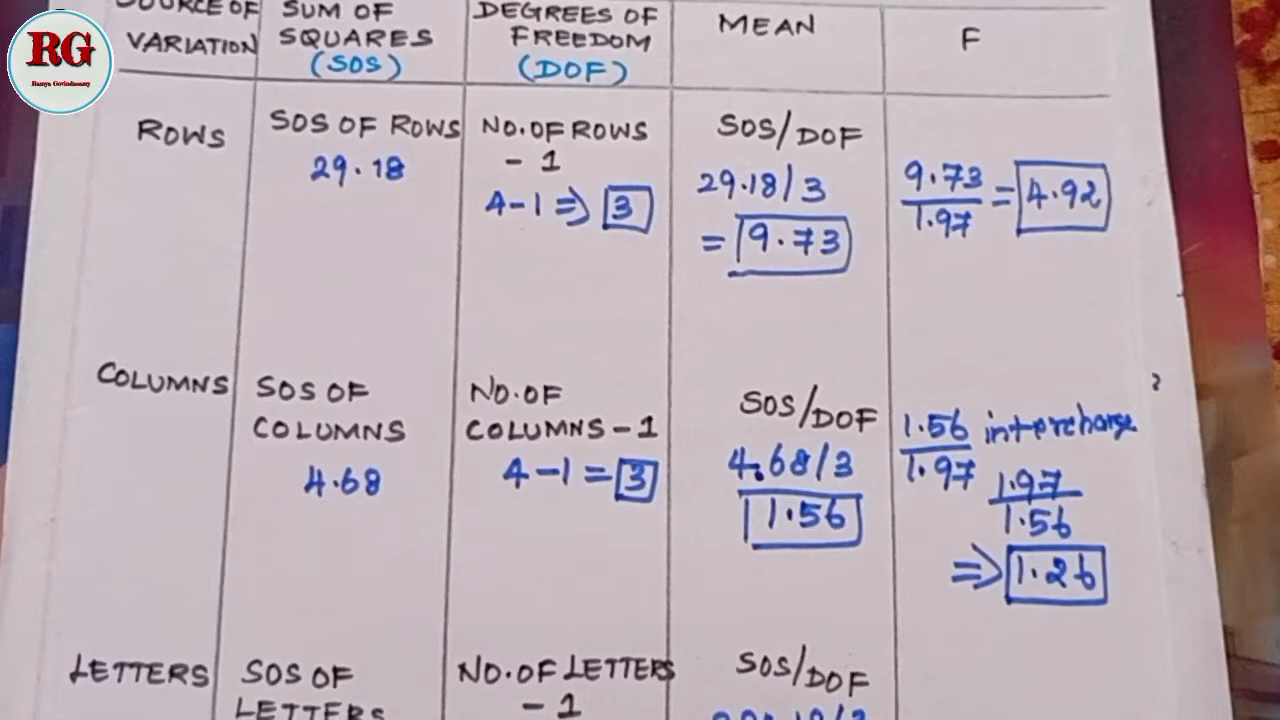 RG
Ramya Govindasamy
SOURCE OF
VARIATION
SUM OF
SQUARES
(SOS)
DEGREES OF
FREEDOM
(DOF)
MEAN
F
ROWS
SOS OF ROWS
29.18
NO. OF ROWS
- 1
4-1 => 3
SOS/DOF
29.18/3
= 9.73
9.73
1.97
= 4.92
COLUMNS
SOS OF
COLUMNS
4.68
NO. OF
COLUMNS - 1
4-1 = 3
SOS/DOF
4.68/3
1.56
1.56 interchange
1.97
1.97
1.56
=> 1.26
LETTERS
SOS OF
LETTERS
NO. OF LETTERS
- 1
SOS/DOF